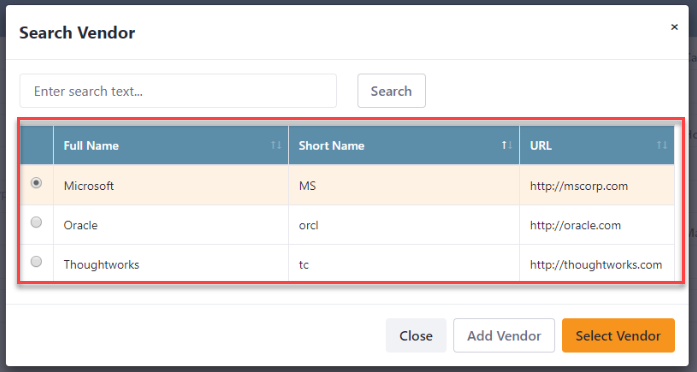 Search Vendor ×
Enter search text... Search
Full Name Short Name URL
Microsoft MS http://mscorp.com
Oracle orcl http://oracle.com
Thoughtworks tc http://thoughtworks.com
Close Add Vendor Select Vendor